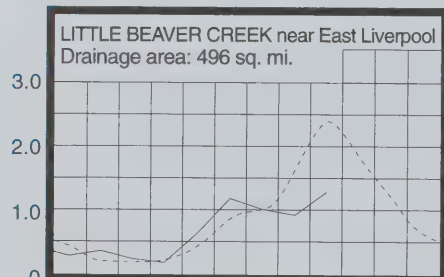 LITTLE BEAVER CREEK near East Liverpool
Drainage area: 496 sq. mi.
3.0
2.0
1.0
0